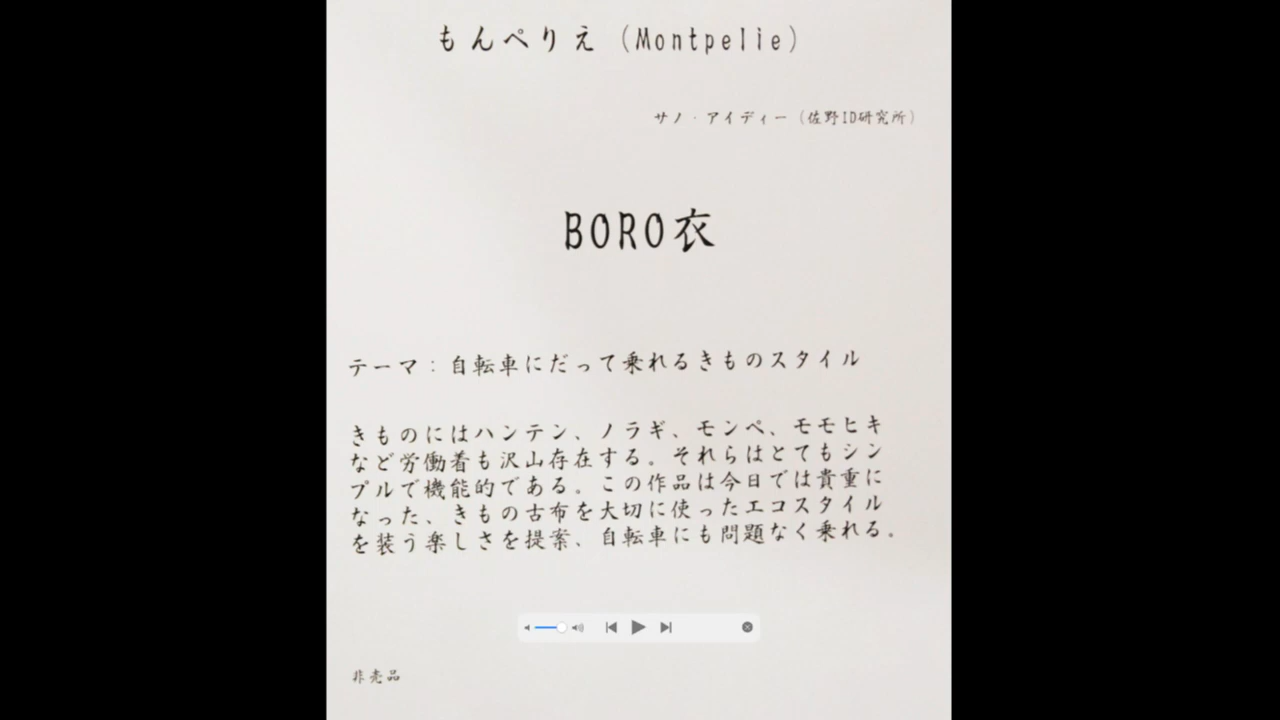 もんぺりえ（Montpelie）
サノ・アイディー（佐野ID研究所）
BORO衣
テーマ：自転車にだって乗れるきものスタイル
きものにはハンテン、ノラギ、モンペ、モモヒキ
など労働着も沢山存在する。それらはとてもシン
プルで機能的である。この作品は今日では貴重に
なった、きもの古布を大切に使ったエコスタイル
を装う楽しさを提案、自転車にも問題なく乗れる。
非売品